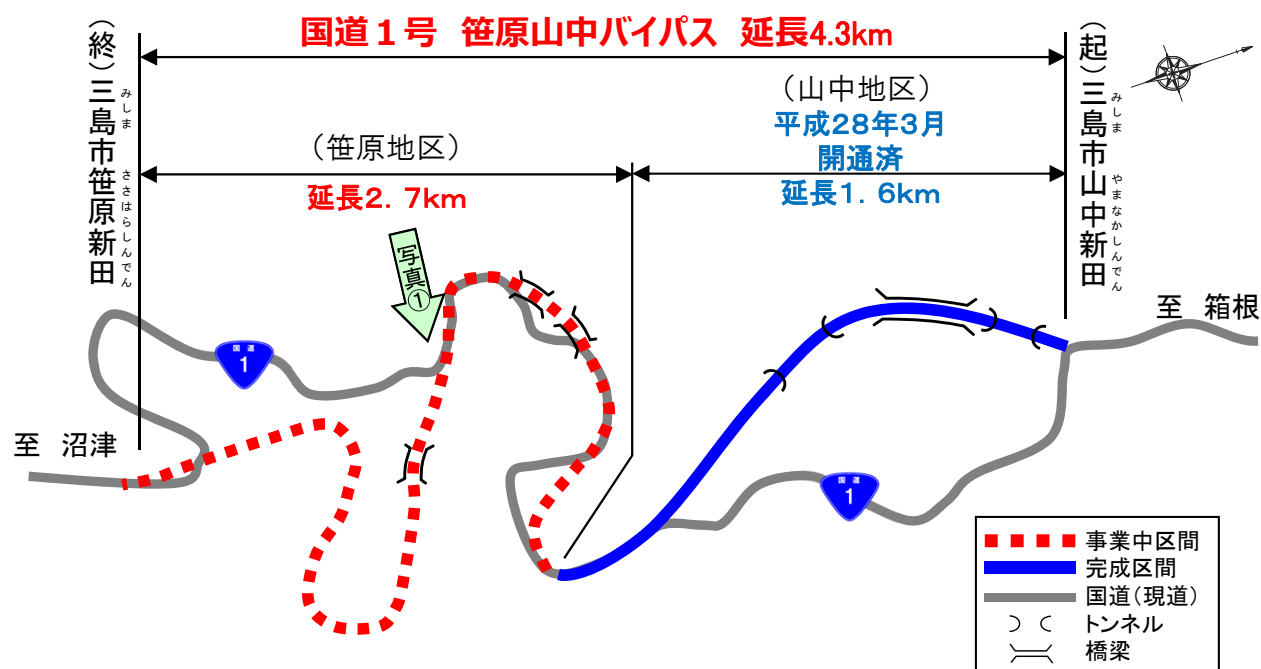 国道1号 笹原山中バイパス 延長4.3km
(終)三島市笹原新田
みしま
ささはらしんでん
(起)三島市山中新田
みしま
やまなかしんでん
(笹原地区)
延長2.7km
(山中地区)
平成28年3月
開通済
延長1.6km
写真①
至 箱根
国道
1
至 沼津
国道
1
事業中区間
完成区間
国道(現道)
トンネル
橋梁